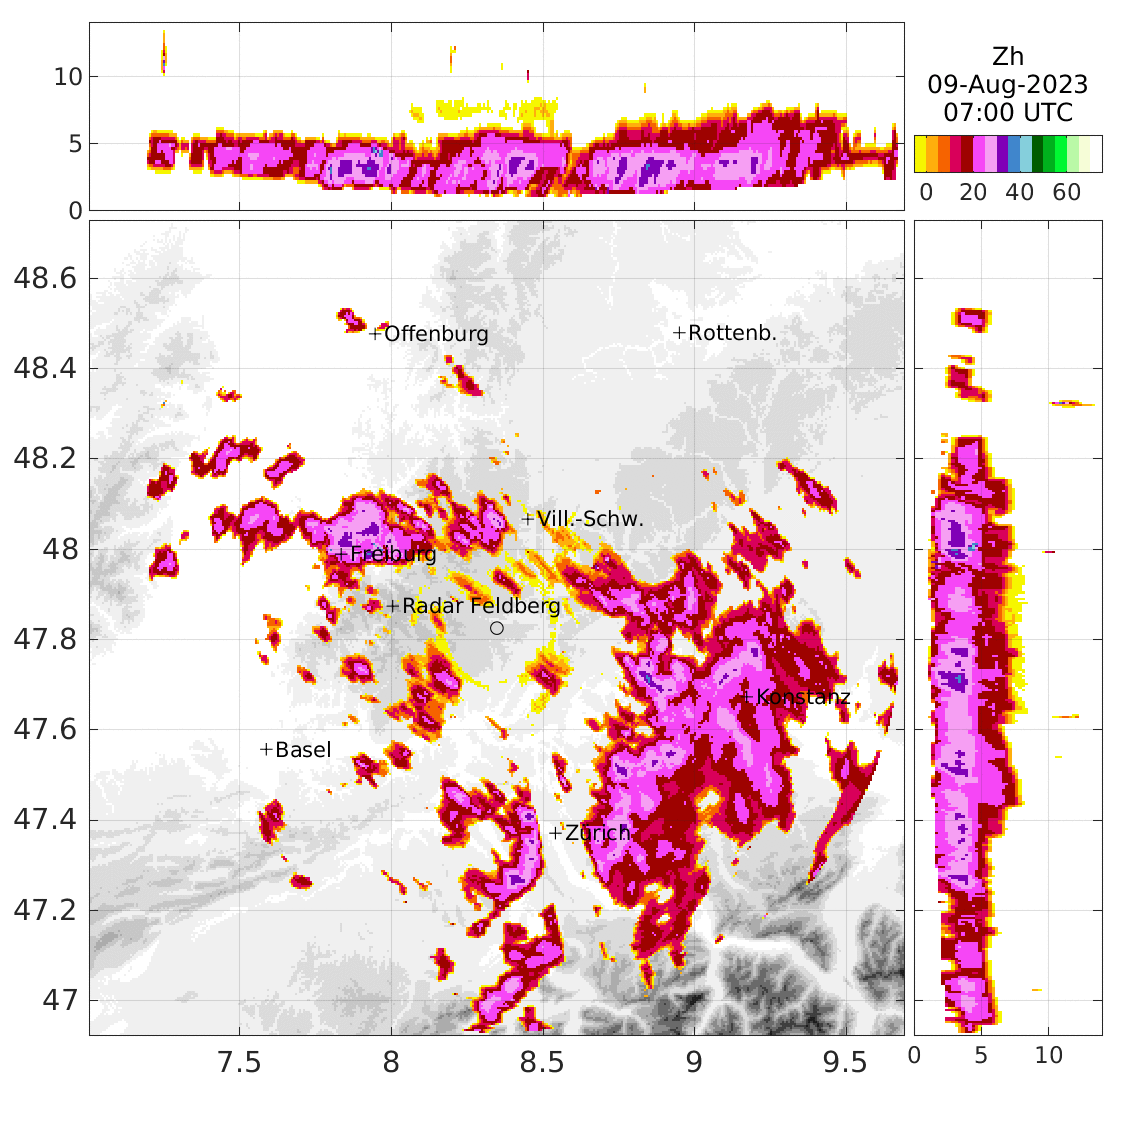 10
5
0
Zh
09-Aug-2023
07:00 UTC
0 20 40 60
48.6
48.4
48.2
48
47.8
47.6
47.4
47.2
47
+Offenburg
+Rottenb.
+Vill.-Schw.
+Freiburg
+Radar Feldberg
+Konstanz
+Basel
+Zürich
7.5 8 8.5 9 9.5
0 5 10